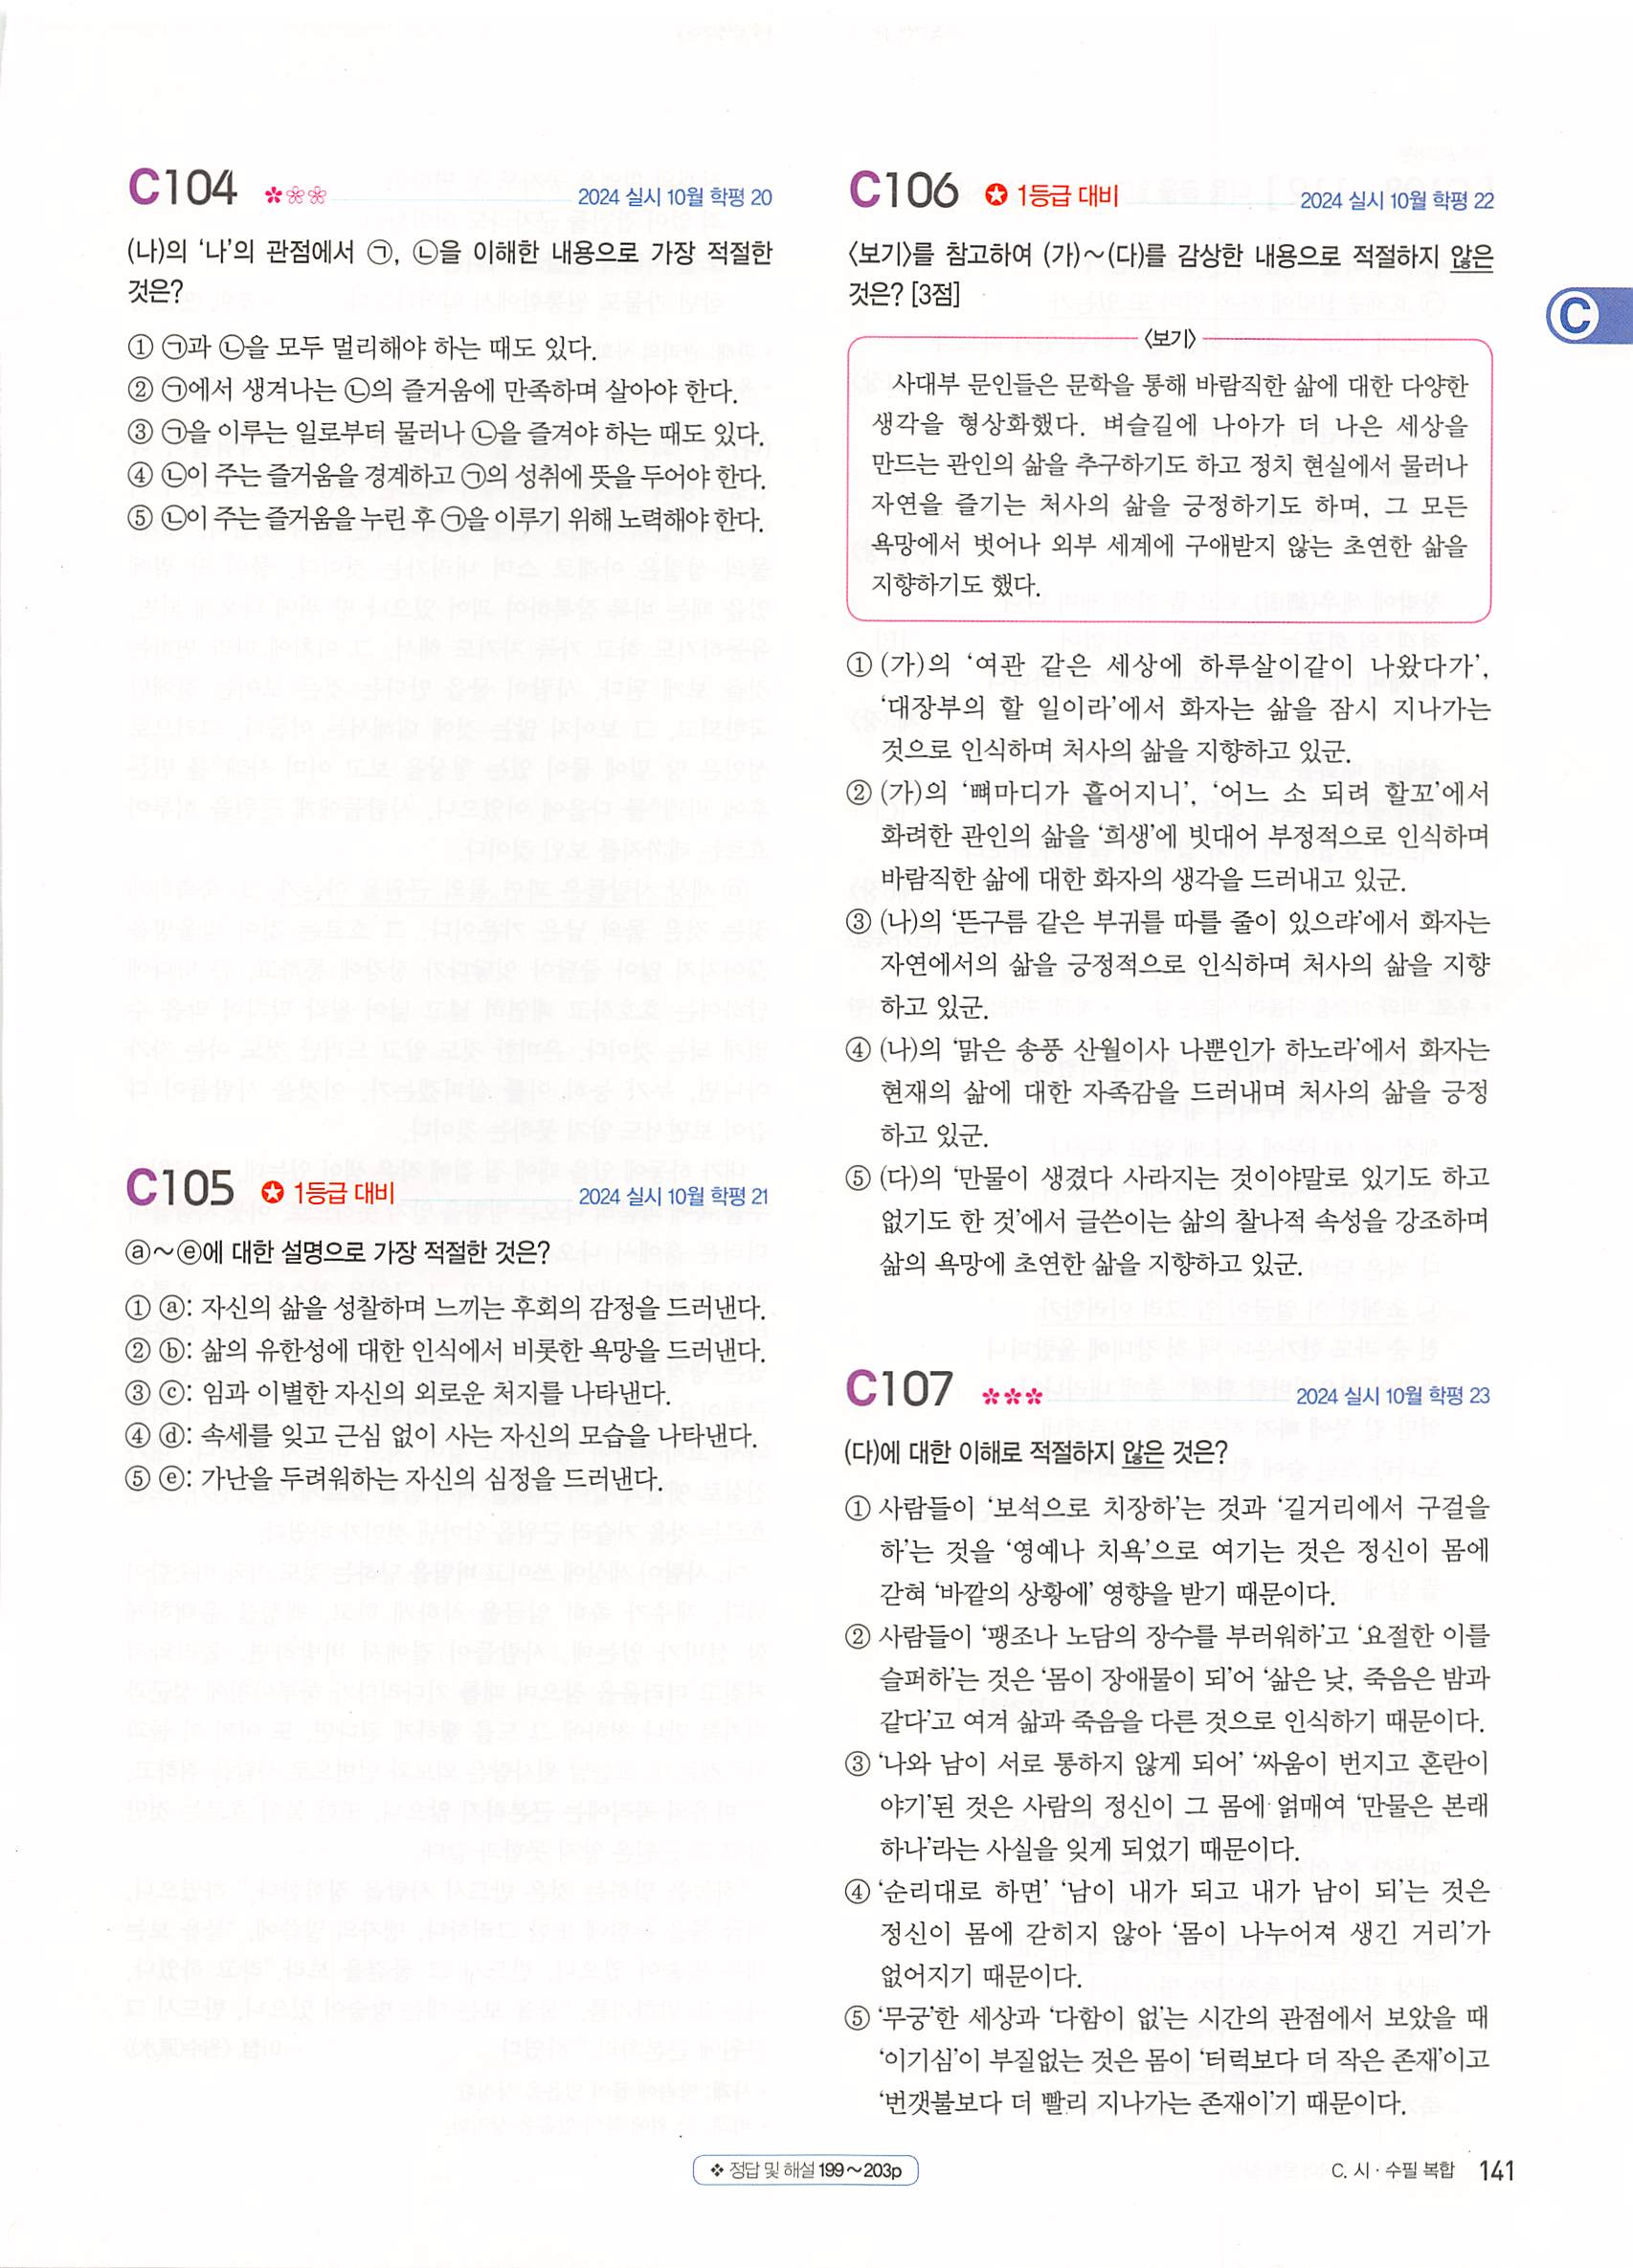 C104 2024 실시 10월 학평 20
(나)의 ‘나’의 관점에서 ㉠, ㉡을 이해한 내용으로 가장 적절한
것은?
① ㉠과 ㉡을 모두 멀리해야 하는 때도 있다.
② ㉠에서 생겨나는 ㉡의 즐거움에 만족하며 살아야 한다.
③ ㉠을 이루는 일로부터 물러나 ㉡을 즐겨야 하는 때도 있다.
④ ㉡이 주는 즐거움을 경계하고 ㉠의 성취에 뜻을 두어야 한다.
⑤ ㉡이 주는 즐거움을 누린 후 ㉠을 이루기 위해 노력해야 한다.
C105 1등급 대비 2024 실시 10월 학평 21
ⓐ～ⓔ에 대한 설명으로 가장 적절한 것은?
① ⓐ: 자신의 삶을 성찰하며 느끼는 후회의 감정을 드러낸다.
② ⓑ: 삶의 유한성에 대한 인식에서 비롯한 욕망을 드러낸다.
③ ⓒ: 임과 이별한 자신의 외로운 처지를 나타낸다.
④ ⓓ: 속세를 잊고 근심 없이 사는 자신의 모습을 나타낸다.
⑤ ⓔ: 가난을 두려워하는 자신의 심정을 드러낸다.
C106 1등급 대비 2024 실시 10월 학평 22
〈보기〉를 참고하여 (가)～(다)를 감상한 내용으로 적절하지 않은
것은? [3점]
〈보기〉
사대부 문인들은 문학을 통해 바람직한 삶에 대한 다양한
생각을 형상화했다. 벼슬길에 나아가 더 나은 세상을
만드는 관인의 삶을 추구하기도 하고 정치 현실에서 물러나
자연을 즐기는 처사의 삶을 긍정하기도 하며, 그 모든
욕망에서 벗어나 외부 세계에 구애받지 않는 초연한 삶을
지향하기도 했다.
① (가)의 ‘여관 같은 세상에 하루살이같이 나왔다가’,
‘대장부의 할 일이라’에서 화자는 삶을 잠시 지나가는
것으로 인식하며 처사의 삶을 지향하고 있군.
② (가)의 ‘뼈마디가 흩어지니’, ‘어느 소 되려 할꼬’에서
화려한 관인의 삶을 ‘희생’에 빗대어 부정적으로 인식하며
바람직한 삶에 대한 화자의 생각을 드러내고 있군.
③ (나)의 ‘뜬구름 같은 부귀를 따를 줄이 있으랴’에서 화자는
자연에서의 삶을 긍정적으로 인식하며 처사의 삶을 지향
하고 있군.
④ (나)의 ‘맑은 송풍 산월이사 나뿐인가 하노라’에서 화자는
현재의 삶에 대한 자족감을 드러내며 처사의 삶을 긍정
하고 있군.
⑤ (다)의 ‘만물이 생겼다 사라지는 것이야말로 있기도 하고
없기도 한 것’에서 글쓴이는 삶의 찰나적 속성을 강조하며
삶의 욕망에 초연한 삶을 지향하고 있군.
C107 2024 실시 10월 학평 23
(다)에 대한 이해로 적절하지 않은 것은?
① 사람들이 ‘보석으로 치장하’는 것과 ‘길거리에서 구걸을
하’는 것을 ‘영예나 치욕’으로 여기는 것은 정신이 몸에
갇혀 ‘바깥의 상황에’ 영향을 받기 때문이다.
② 사람들이 ‘팽조나 노담의 장수를 부러워하’고 ‘요절한 이를
슬퍼하’는 것은 ‘몸이 장애물이 되’어 ‘삶은 낮, 죽음은 밤과
같다’고 여겨 삶과 죽음을 다른 것으로 인식하기 때문이다.
③ ‘나와 남이 서로 통하지 않게 되어’ ‘싸움이 번지고 혼란이
야기’된 것은 사람의 정신이 그 몸에 얽매여 ‘만물은 본래
하나’라는 사실을 잊게 되었기 때문이다.
④ ‘순리대로 하면’ ‘남이 내가 되고 내가 남이 되’는 것은
정신이 몸에 갇히지 않아 ‘몸이 나누어져 생긴 거리’가
없어지기 때문이다.
⑤ ‘무궁’한 세상과 ‘다함이 없’는 시간의 관점에서 보았을 때
‘이기심’이 부질없는 것은 몸이 ‘터럭보다 더 작은 존재’이고
‘번갯불보다 더 빨리 지나가는 존재이’기 때문이다.
C
❖ 정답 및 해설 199～203p
C. 시·수필 복합 141